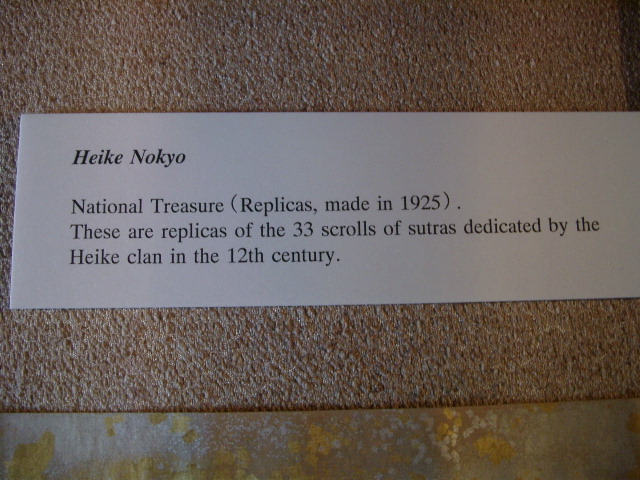 Heike Nokyo
National Treasure (Replicas, made in 1925).
These are replicas of the 33 scrolls of sutras dedicated by the
Heike clan in the 12th century.